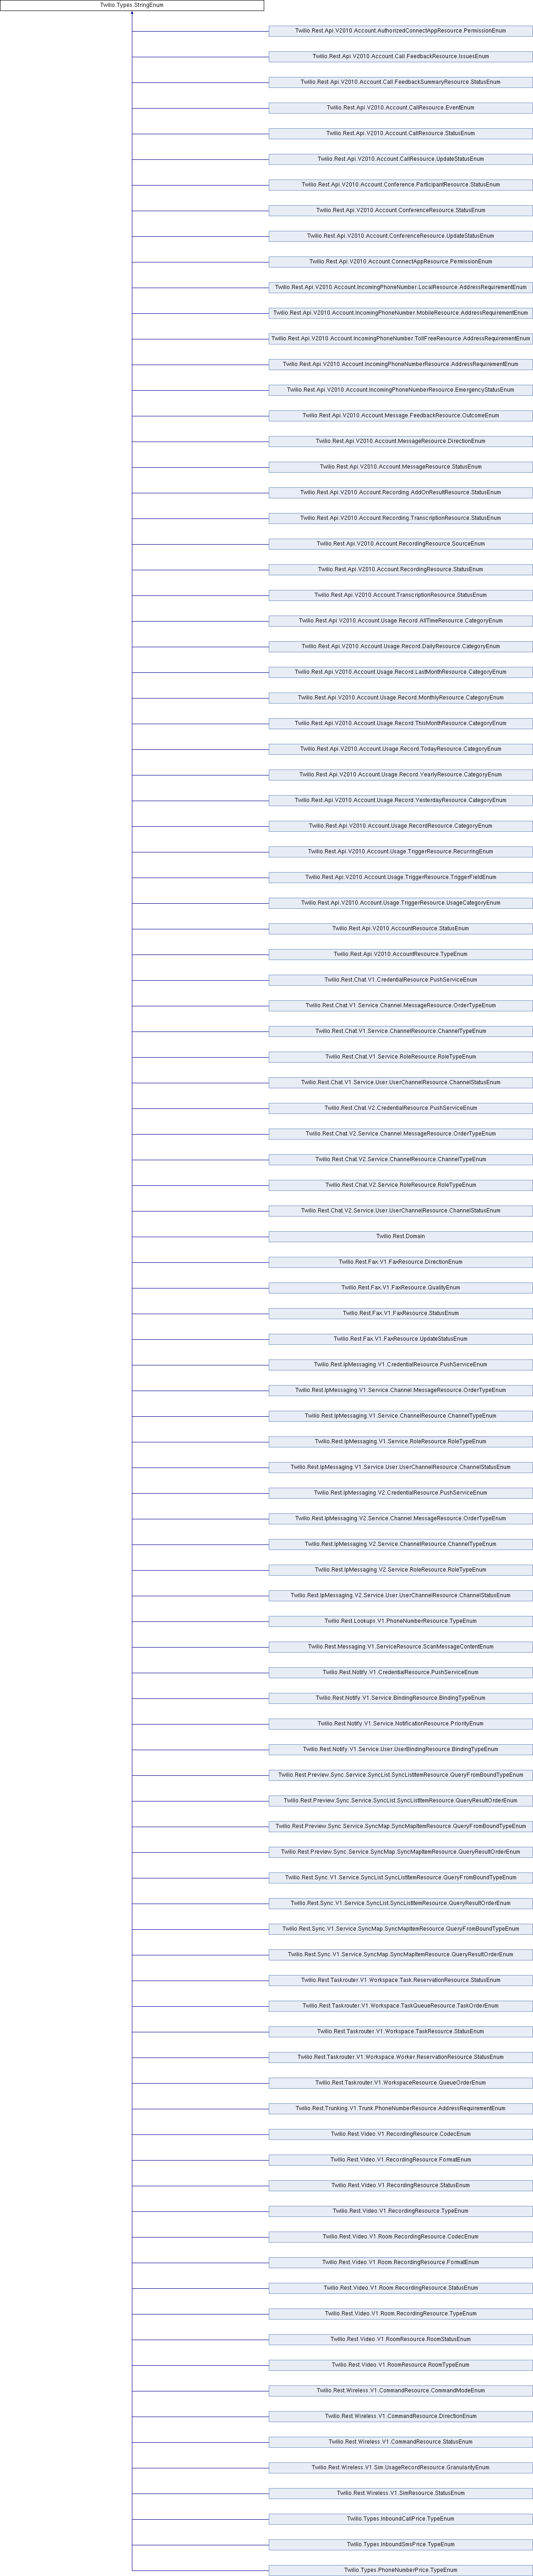 Twilio.Types.StringEnum
Twilio.Rest.Api.V2010.Account.AuthorizedConnectAppResource.PermissionEnum
Twilio.Rest.Api.V2010.Account.Call.FeedbackResource.IssuesEnum
Twilio.Rest.Api.V2010.Account.Call.FeedbackSummaryResource.StatusEnum
Twilio.Rest.Api.V2010.Account.CallResource.EventEnum
Twilio.Rest.Api.V2010.Account.CallResource.StatusEnum
Twilio.Rest.Api.V2010.Account.CallResource.UpdateStatusEnum
Twilio.Rest.Api.V2010.Account.Conference.ParticipantResource.StatusEnum
Twilio.Rest.Api.V2010.Account.ConferenceResource.StatusEnum
Twilio.Rest.Api.V2010.Account.ConferenceResource.UpdateStatusEnum
Twilio.Rest.Api.V2010.Account.ConnectAppResource.PermissionEnum
Twilio.Rest.Api.V2010.Account.IncomingPhoneNumber.LocalResource.AddressRequirementEnum
Twilio.Rest.Api.V2010.Account.IncomingPhoneNumber.MobileResource.AddressRequirementEnum
Twilio.Rest.Api.V2010.Account.IncomingPhoneNumber.TollFreeResource.AddressRequirementEnum
Twilio.Rest.Api.V2010.Account.IncomingPhoneNumberResource.AddressRequirementEnum
Twilio.Rest.Api.V2010.Account.IncomingPhoneNumberResource.EmergencyStatusEnum
Twilio.Rest.Api.V2010.Account.Message.FeedbackResource.OutcomeEnum
Twilio.Rest.Api.V2010.Account.MessageResource.DirectionEnum
Twilio.Rest.Api.V2010.Account.MessageResource.StatusEnum
Twilio.Rest.Api.V2010.Account.Recording.AddOnResultResource.StatusEnum
Twilio.Rest.Api.V2010.Account.Recording.TranscriptionResource.StatusEnum
Twilio.Rest.Api.V2010.Account.RecordingResource.SourceEnum
Twilio.Rest.Api.V2010.Account.RecordingResource.StatusEnum
Twilio.Rest.Api.V2010.Account.TranscriptionResource.StatusEnum
Twilio.Rest.Api.V2010.Account.Usage.Record.AllTimeResource.CategoryEnum
Twilio.Rest.Api.V2010.Account.Usage.Record.DailyResource.CategoryEnum
Twilio.Rest.Api.V2010.Account.Usage.Record.LastMonthResource.CategoryEnum
Twilio.Rest.Api.V2010.Account.Usage.Record.MonthlyResource.CategoryEnum
Twilio.Rest.Api.V2010.Account.Usage.Record.ThisMonthResource.CategoryEnum
Twilio.Rest.Api.V2010.Account.Usage.Record.TodayResource.CategoryEnum
Twilio.Rest.Api.V2010.Account.Usage.Record.YearlyResource.CategoryEnum
Twilio.Rest.Api.V2010.Account.Usage.Record.YesterdayResource.CategoryEnum
Twilio.Rest.Api.V2010.Account.Usage.RecordResource.CategoryEnum
Twilio.Rest.Api.V2010.Account.Usage.TriggerResource.RecurringEnum
Twilio.Rest.Api.V2010.Account.Usage.TriggerResource.TriggerFieldEnum
Twilio.Rest.Api.V2010.Account.Usage.TriggerResource.UsageCategoryEnum
Twilio.Rest.Api.V2010.AccountResource.StatusEnum
Twilio.Rest.Api.V2010.AccountResource.TypeEnum
Twilio.Rest.Chat.V1.CredentialResource.PushServiceEnum
Twilio.Rest.Chat.V1.Service.Channel.MessageResource.OrderTypeEnum
Twilio.Rest.Chat.V1.Service.ChannelResource.ChannelTypeEnum
Twilio.Rest.Chat.V1.Service.RoleResource.RoleTypeEnum
Twilio.Rest.Chat.V1.Service.User.UserChannelResource.ChannelStatusEnum
Twilio.Rest.Chat.V2.CredentialResource.PushServiceEnum
Twilio.Rest.Chat.V2.Service.Channel.MessageResource.OrderTypeEnum
Twilio.Rest.Chat.V2.Service.ChannelResource.ChannelTypeEnum
Twilio.Rest.Chat.V2.Service.RoleResource.RoleTypeEnum
Twilio.Rest.Chat.V2.Service.User.UserChannelResource.ChannelStatusEnum
Twilio.Rest.Domain
Twilio.Rest.Fax.V1.FaxResource.DirectionEnum
Twilio.Rest.Fax.V1.FaxResource.QualityEnum
Twilio.Rest.Fax.V1.FaxResource.StatusEnum
Twilio.Rest.Fax.V1.FaxResource.UpdateStatusEnum
Twilio.Rest.IpMessaging.V1.CredentialResource.PushServiceEnum
Twilio.Rest.IpMessaging.V1.Service.Channel.MessageResource.OrderTypeEnum
Twilio.Rest.IpMessaging.V1.Service.ChannelResource.ChannelTypeEnum
Twilio.Rest.IpMessaging.V1.Service.RoleResource.RoleTypeEnum
Twilio.Rest.IpMessaging.V1.Service.User.UserChannelResource.ChannelStatusEnum
Twilio.Rest.IpMessaging.V2.CredentialResource.PushServiceEnum
Twilio.Rest.IpMessaging.V2.Service.Channel.MessageResource.OrderTypeEnum
Twilio.Rest.IpMessaging.V2.Service.ChannelResource.ChannelTypeEnum
Twilio.Rest.IpMessaging.V2.Service.RoleResource.RoleTypeEnum
Twilio.Rest.IpMessaging.V2.Service.User.UserChannelResource.ChannelStatusEnum
Twilio.Rest.Lookups.V1.PhoneNumberResource.TypeEnum
Twilio.Rest.Messaging.V1.ServiceResource.ScanMessageContentEnum
Twilio.Rest.Notify.V1.CredentialResource.PushServiceEnum
Twilio.Rest.Notify.V1.Service.BindingResource.BindingTypeEnum
Twilio.Rest.Notify.V1.Service.NotificationResource.PriorityEnum
Twilio.Rest.Notify.V1.Service.User.UserBindingResource.BindingTypeEnum
Twilio.Rest.Preview.Sync.Service.SyncList.SyncListItemResource.QueryFromBoundTypeEnum
Twilio.Rest.Preview.Sync.Service.SyncList.SyncListItemResource.QueryResultOrderEnum
Twilio.Rest.Preview.Sync.Service.SyncMap.SyncMapItemResource.QueryFromBoundTypeEnum
Twilio.Rest.Preview.Sync.Service.SyncMap.SyncMapItemResource.QueryResultOrderEnum
Twilio.Rest.Sync.V1.Service.SyncList.SyncListItemResource.QueryFromBoundTypeEnum
Twilio.Rest.Sync.V1.Service.SyncList.SyncListItemResource.QueryResultOrderEnum
Twilio.Rest.Sync.V1.Service.SyncMap.SyncMapItemResource.QueryFromBoundTypeEnum
Twilio.Rest.Sync.V1.Service.SyncMap.SyncMapItemResource.QueryResultOrderEnum
Twilio.Rest.Taskrouter.V1.Workspace.Task.ReservationResource.StatusEnum
Twilio.Rest.Taskrouter.V1.Workspace.TaskQueueResource.TaskOrderEnum
Twilio.Rest.Taskrouter.V1.Workspace.TaskResource.StatusEnum
Twilio.Rest.Taskrouter.V1.Workspace.Worker.ReservationResource.StatusEnum
Twilio.Rest.Taskrouter.V1.WorkspaceResource.QueueOrderEnum
Twilio.Rest.Trunking.V1.Trunk.PhoneNumberResource.AddressRequirementEnum
Twilio.Rest.Video.V1.RecordingResource.CodecEnum
Twilio.Rest.Video.V1.RecordingResource.FormatEnum
Twilio.Rest.Video.V1.RecordingResource.StatusEnum
Twilio.Rest.Video.V1.RecordingResource.TypeEnum
Twilio.Rest.Video.V1.Room.RecordingResource.CodecEnum
Twilio.Rest.Video.V1.Room.RecordingResource.FormatEnum
Twilio.Rest.Video.V1.Room.RecordingResource.StatusEnum
Twilio.Rest.Video.V1.Room.RecordingResource.TypeEnum
Twilio.Rest.Video.V1.RoomResource.RoomStatusEnum
Twilio.Rest.Video.V1.RoomResource.RoomTypeEnum
Twilio.Rest.Wireless.V1.CommandResource.CommandModeEnum
Twilio.Rest.Wireless.V1.CommandResource.DirectionEnum
Twilio.Rest.Wireless.V1.CommandResource.StatusEnum
Twilio.Rest.Wireless.V1.Sim.UsageRecordResource.GranularityEnum
Twilio.Rest.Wireless.V1.SimResource.StatusEnum
Twilio.Types.InboundCallPrice.TypeEnum
Twilio.Types.InboundSmsPrice.TypeEnum
Twilio.Types.PhoneNumberPrice.TypeEnum